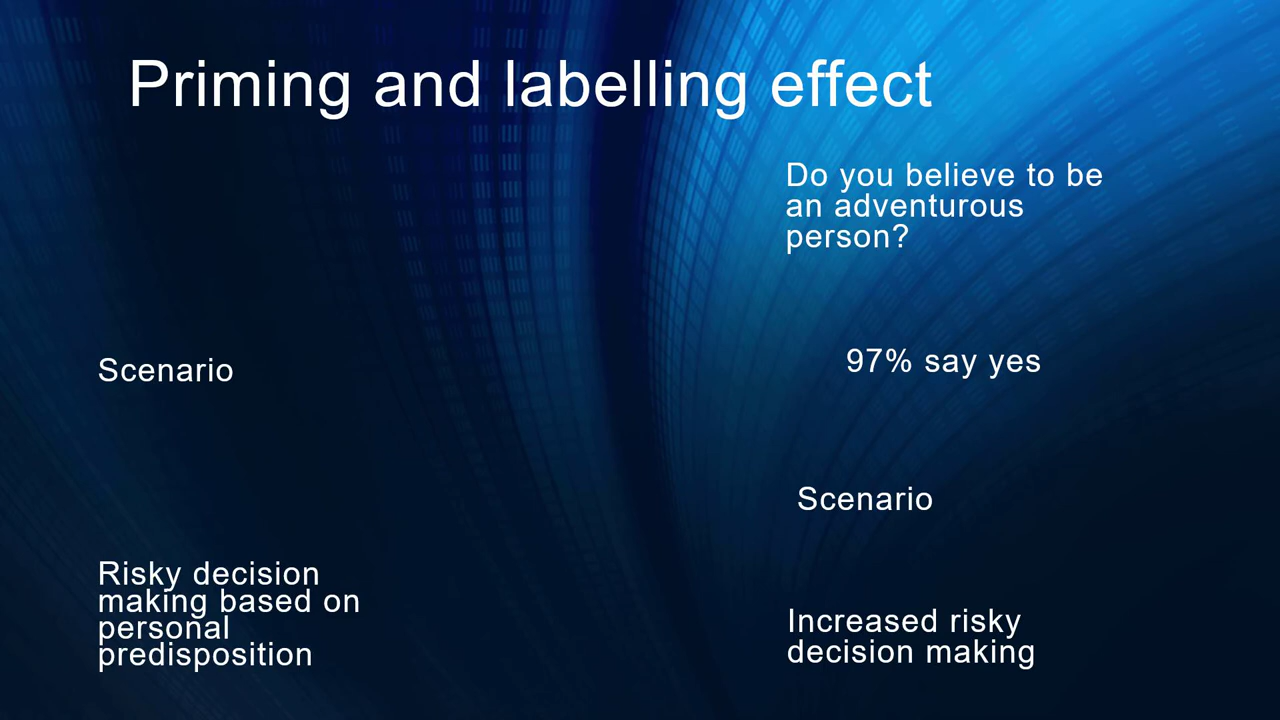 Priming and labelling effect
Scenario
Risky decision
making based on
personal
predisposition
Do you believe to be
an adventurous
person?
97% say yes
Scenario
Increased risky
decision making